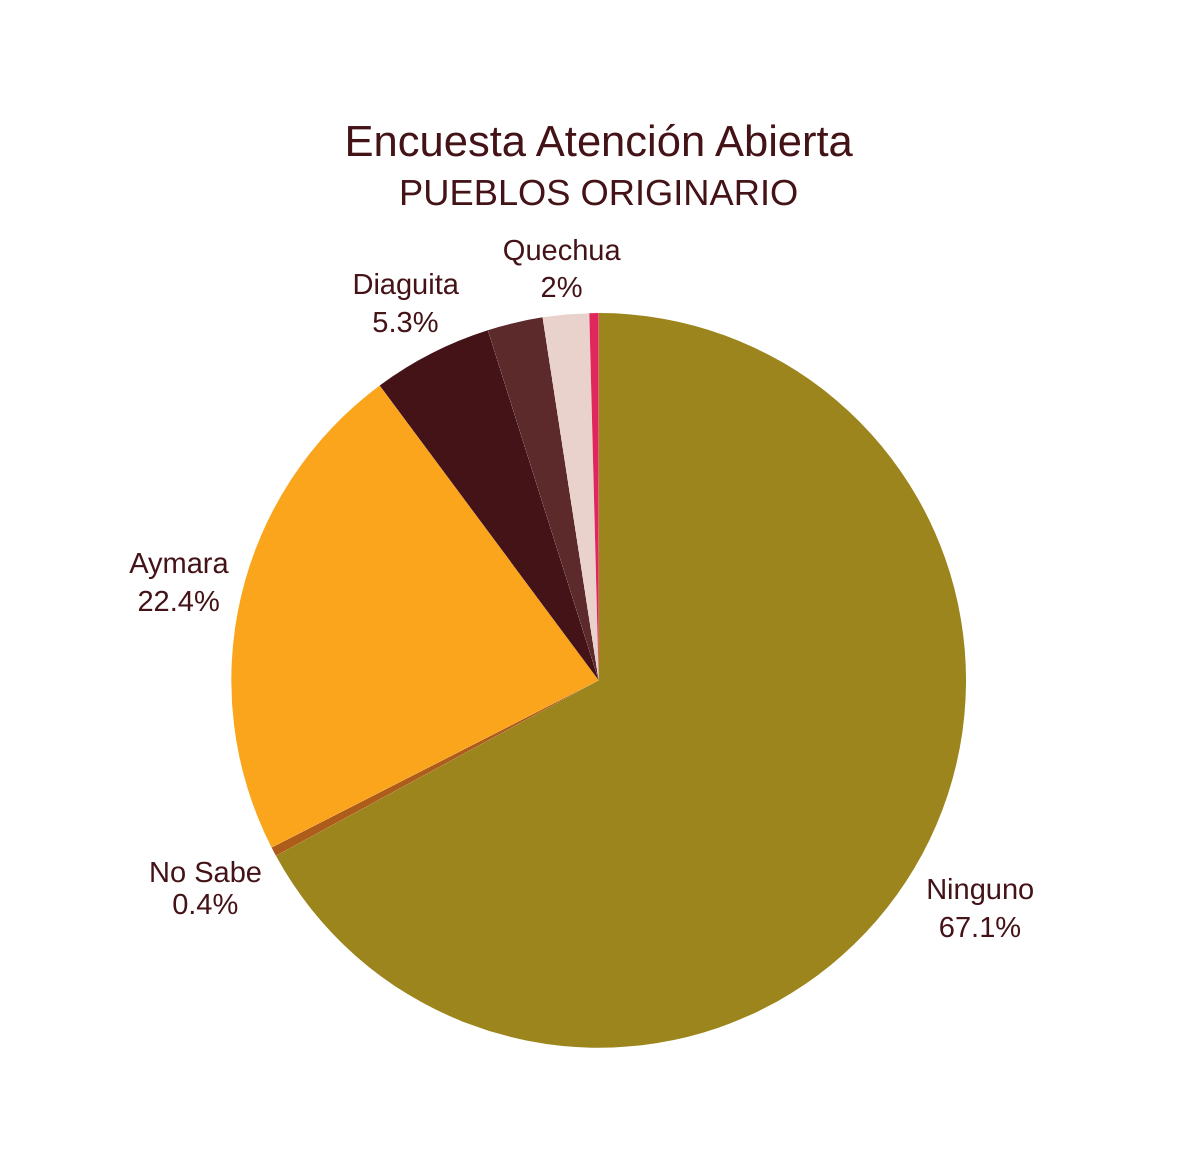 Encuesta Atención Abierta
PUEBLOS ORIGINARIO
Quechua
2%
Diaguita
5.3%
Aymara
22.4%
No Sabe
0.4%
Ninguno
67.1%